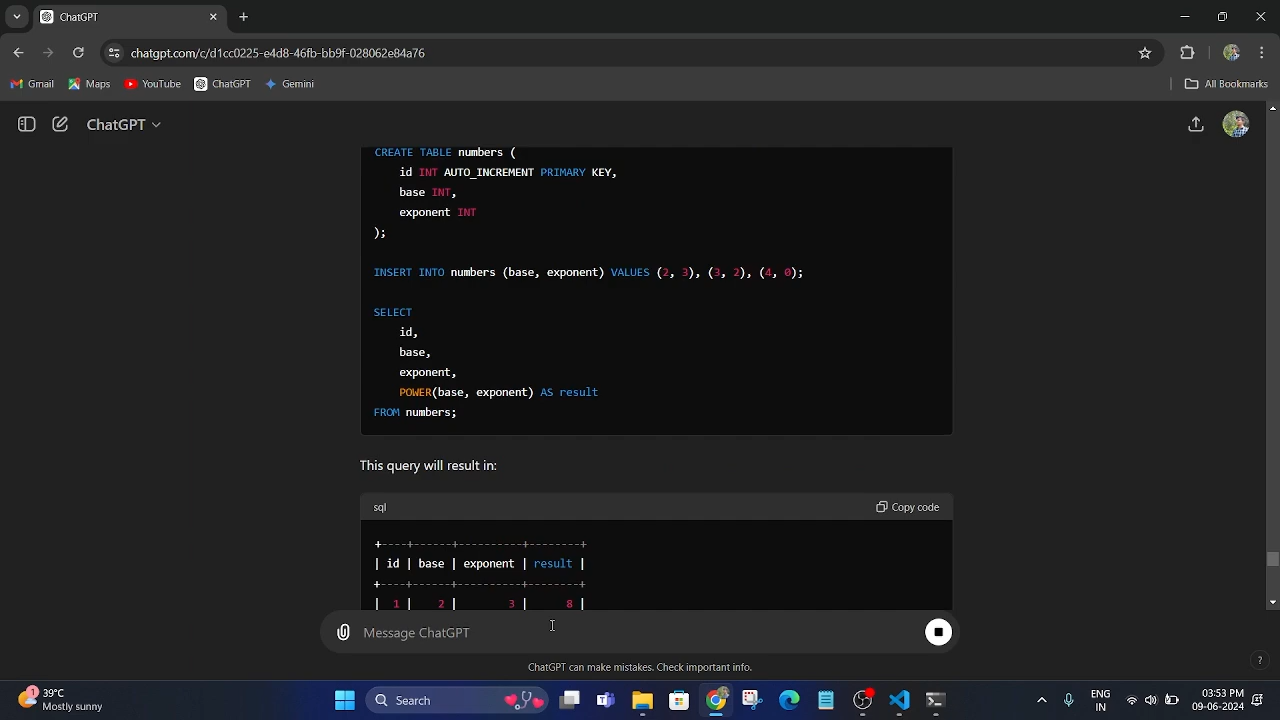 ChatGPT
chatgpt.com/c/d1cc0225-e4d8-46fb-bb9f-028062e84a76
Gmail Maps YouTube ChatGPT Gemini All Bookmarks
ChatGPT
CREATE TABLE numbers (
id INT AUTO_INCREMENT PRIMARY KEY,
base INT,
exponent INT
);
INSERT INTO numbers (base, exponent) VALUES (2, 3), (3, 2), (4, 0);
SELECT
id,
base,
exponent,
POWER(base, exponent) AS result
FROM numbers;
This query will result in:
sql Copy code
+----+------+----------+--------+
| id | base | exponent | result |
+----+------+----------+--------+
| 1 | 2 | 3 | 8 |
Message ChatGPT
ChatGPT can make mistakes. Check important info.
?
1
39°C
Mostly sunny
Search
ENG
IN
03:53 PM
09-06-2024